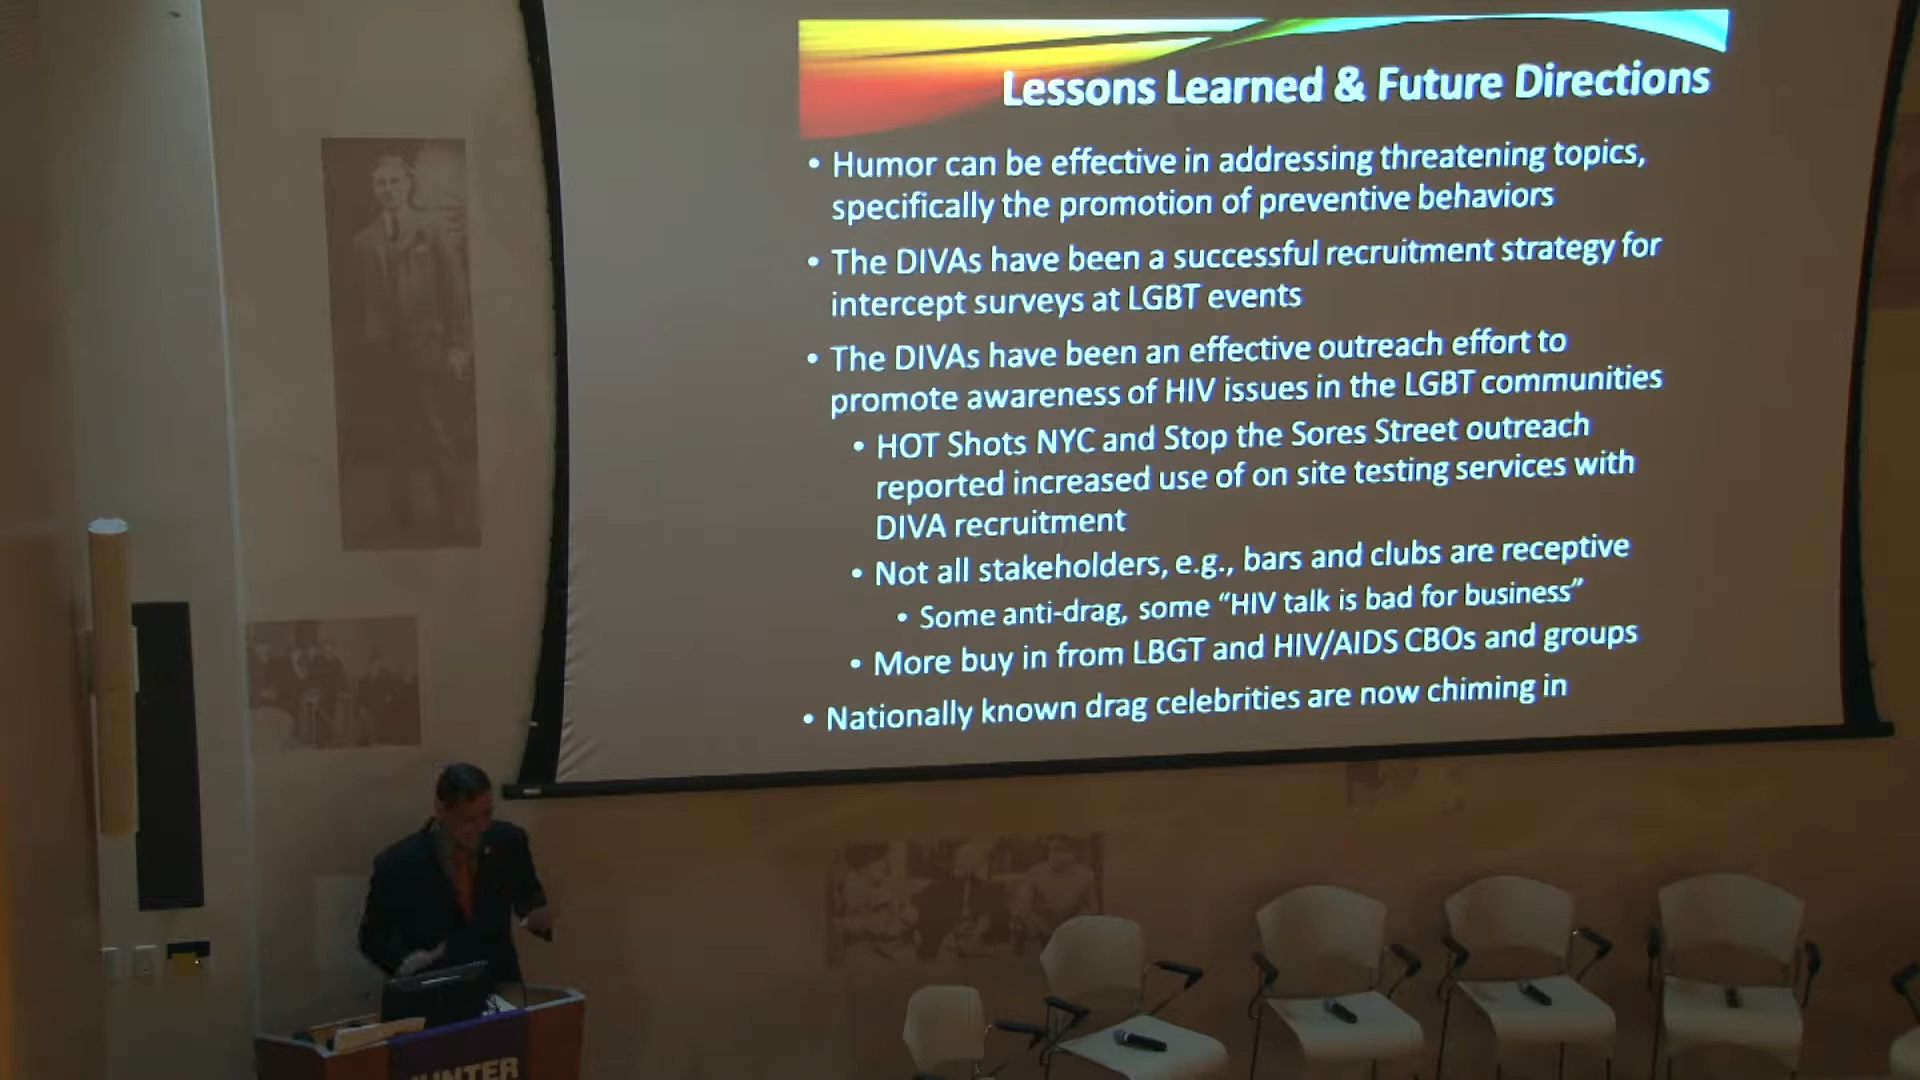 Lessons Learned & Future Directions
• Humor can be effective in addressing threatening topics,
specifically the promotion of preventive behaviors
• The DIVAs have been a successful recruitment strategy for
intercept surveys at LGBT events
• The DIVAs have been an effective outreach effort to
promote awareness of HIV issues in the LGBT communities
• HOT Shots NYC and Stop the Sores Street outreach
reported increased use of on site testing services with
DIVA recruitment
• Not all stakeholders, e.g., bars and clubs are receptive
• Some anti-drag, some “HIV talk is bad for business”
• More buy in from LBGT and HIV/AIDS CBOs and groups
• Nationally known drag celebrities are now chiming in
HUNTER